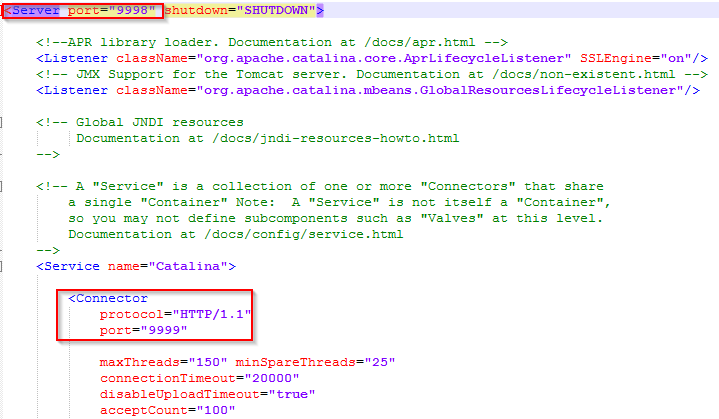 <Server port="9998" shutdown="SHUTDOWN">
<!--APR library loader. Documentation at /docs/apr.html -->
<Listener className="org.apache.catalina.core.AprLifecycleListener" SSLEngine="on"/>
<!-- JMX Support for the Tomcat server. Documentation at /docs/non-existent.html -->
<Listener className="org.apache.catalina.mbeans.GlobalResourcesLifecycleListener"/>
<!-- Global JNDI resources
Documentation at /docs/jndi-resources-howto.html
-->
<!-- A "Service" is a collection of one or more "Connectors" that share
a single "Container" Note:  A "Service" is not itself a "Container",
so you may not define subcomponents such as "Valves" at this level.
Documentation at /docs/config/service.html
-->
<Service name="Catalina">
<Connector
protocol="HTTP/1.1"
port="9999"
maxThreads="150" minSpareThreads="25"
connectionTimeout="20000"
disableUploadTimeout="true"
acceptCount="100"